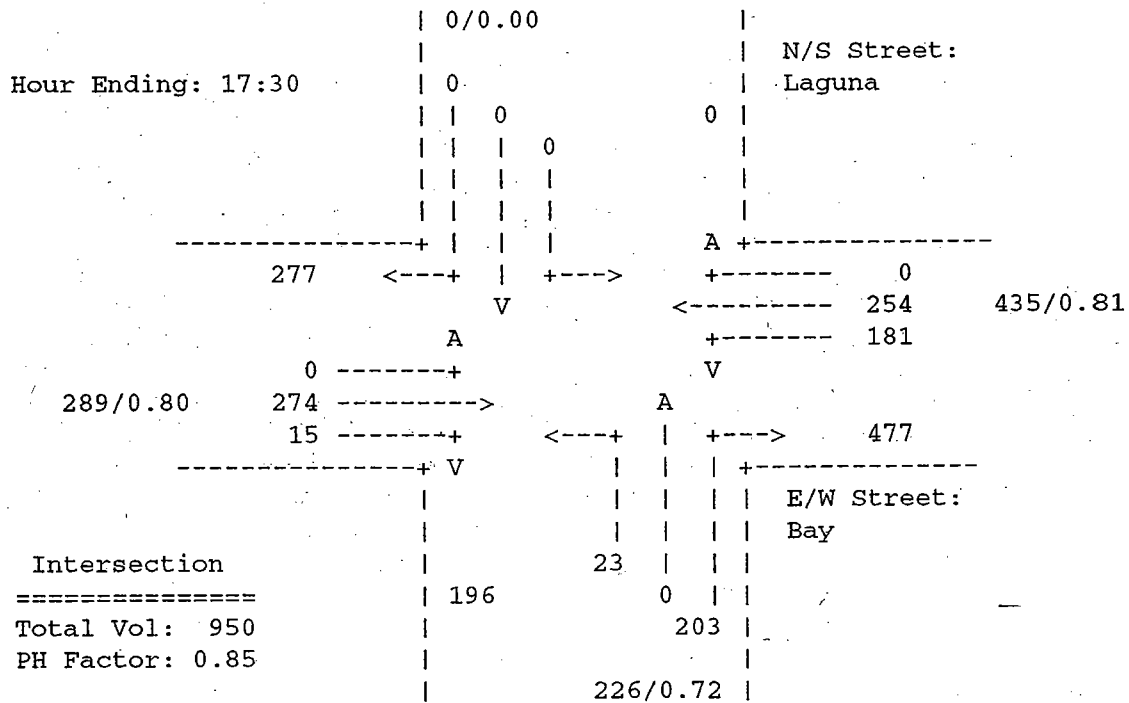 | 0/0.00 |
| | N/S Street:
Hour Ending: 17:30 | 0 | Laguna
| | 0 0 |
| | | 0 |
| | | | |
| | | | |
---------------+ | | | A +---------------
277 <---+ | +---> +------- 0
V <--------- 254 435/0.81
A +------- 181
0 -------+ V
289/0.80 274 ---------> A
15 -------+ <---+ | +---> 477
---------------+ V | | | +---------------
| | | | | E/W Street:
| | | | | Bay
Intersection | 23 | | |
=============== | 196 0 | |
Total Vol: 950 | 203 |
PH Factor: 0.85 | |
| 226/0.72 |